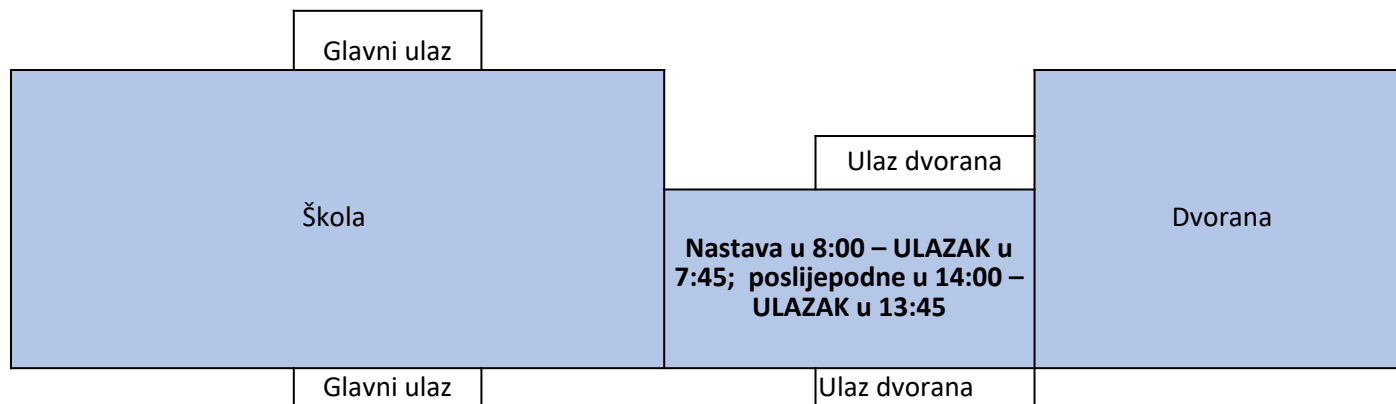 Glavni ulaz
Ulaz dvorana
Škola
Dvorana
Nastava u 8:00 – ULAZAK u
7:45;  poslijepodne u 14:00 –
ULAZAK u 13:45
Glavni ulaz
Ulaz dvorana